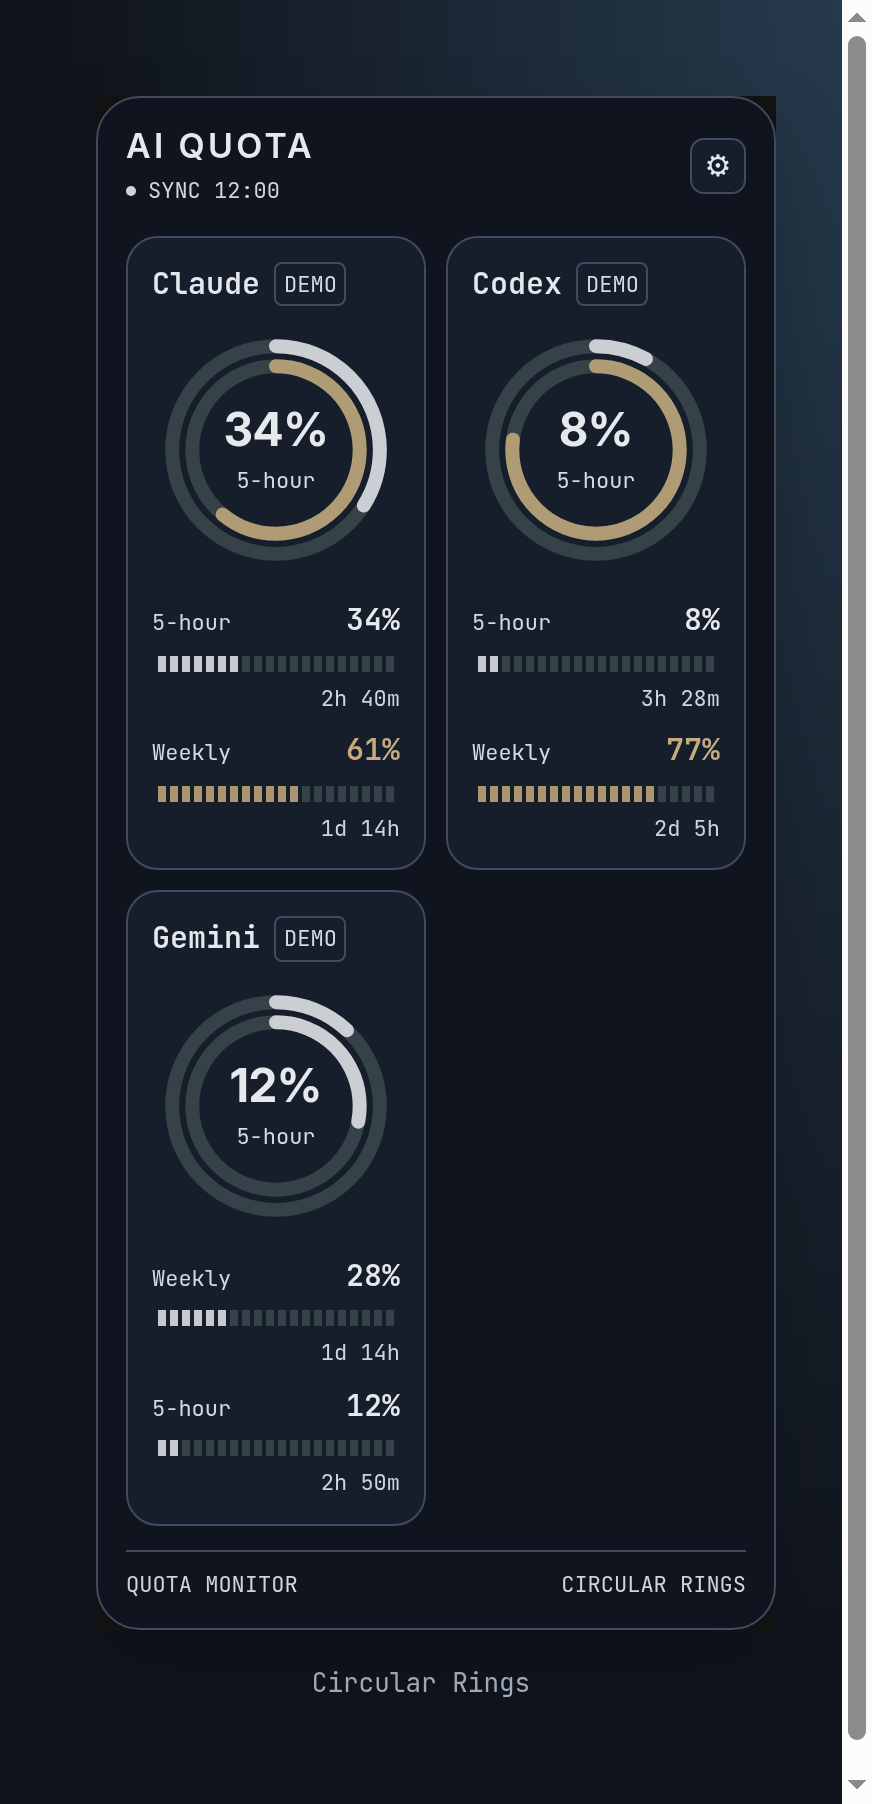 AI QUOTA
SYNC 12:00
Claude DEMO
34%
5-hour
5-hour 34%
2h 40m
Weekly 61%
1d 14h
Codex DEMO
8%
5-hour
5-hour 8%
3h 28m
Weekly 77%
2d 5h
Gemini DEMO
12%
5-hour
Weekly 28%
1d 14h
5-hour 12%
2h 50m
QUOTA MONITOR CIRCULAR RINGS
Circular Rings